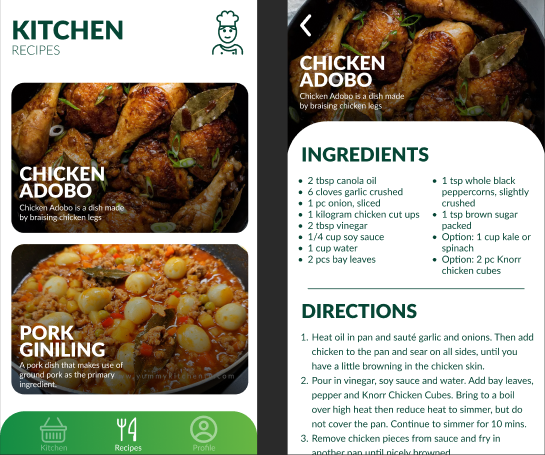 KITCHEN
RECIPES
CHICKEN
ADOBO
Chicken Adobo is a dish made
by braising chicken legs
PORK
GINILING
A pork dish that makes use of
ground pork as the primary
ingredient.
Kitchen
Recipes
Profile
CHICKEN
ADOBO
Chicken Adobo is a dish made
by braising chicken legs
INGREDIENTS
• 2 tbsp canola oil
• 6 cloves garlic crushed
• 1 pc onion, sliced
• 1 kilogram chicken cut ups
• 2 tbsp vinegar
• 1/4 cup soy sauce
• 1 cup water
• 2 pcs bay leaves
• 1 tsp whole black
peppercorns, slightly
crushed
• 1 tsp brown sugar
packed
• Option: 1 cup kale or
spinach
• Option: 2 pc Knorr
chicken cubes
DIRECTIONS
1. Heat oil in pan and sauté garlic and onions. Then add
chicken to the pan and sear on all sides, until you
have a little browning in the chicken skin.
2. Pour in vinegar, soy sauce and water. Add bay leaves,
pepper and Knorr Chicken Cubes. Bring to a boil
over high heat then reduce heat to simmer, but do
not cover the pan. Continue to simmer for 10 mins.
3. Remove chicken pieces from sauce and fry in
another pan until nicely browned